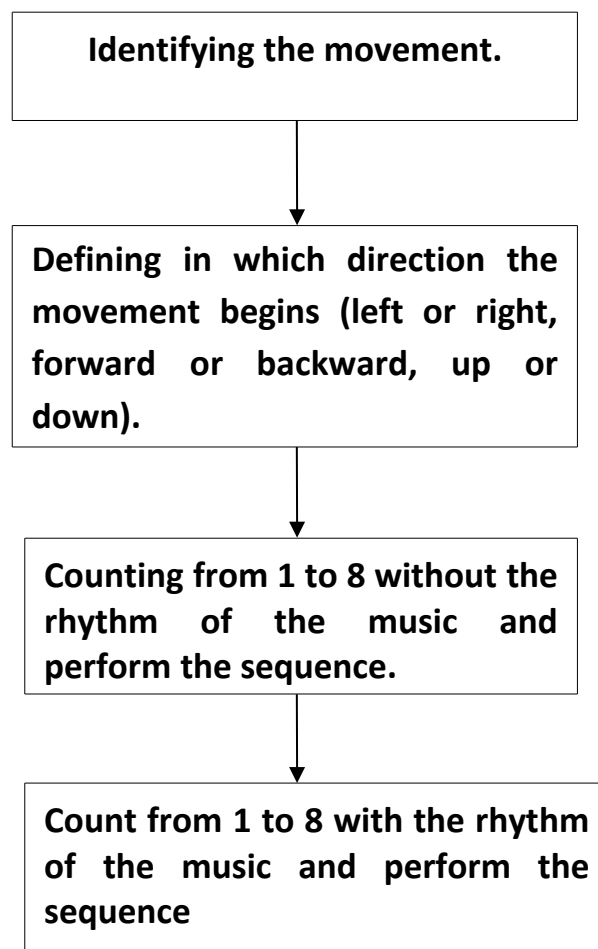 Identifying the movement.
Defining in which direction the
movement begins (left or right,
forward or backward, up or
down).
Counting from 1 to 8 without the
rhythm of the music and
perform the sequence.
Count from 1 to 8 with the rhythm
of the music and perform the
sequence